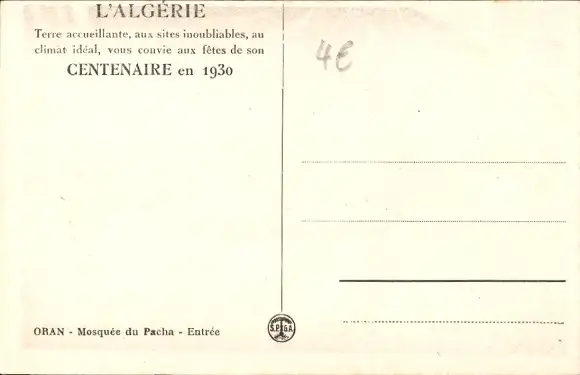 L'ALGÉRIE
Terre accueillante, aux sites inoubliables, au
climat idéal, vous convie aux fêtes de son
CENTENAIRE en 1930
4€
S.P.G.A.
ORAN - Mosquée du Pacha - Entrée